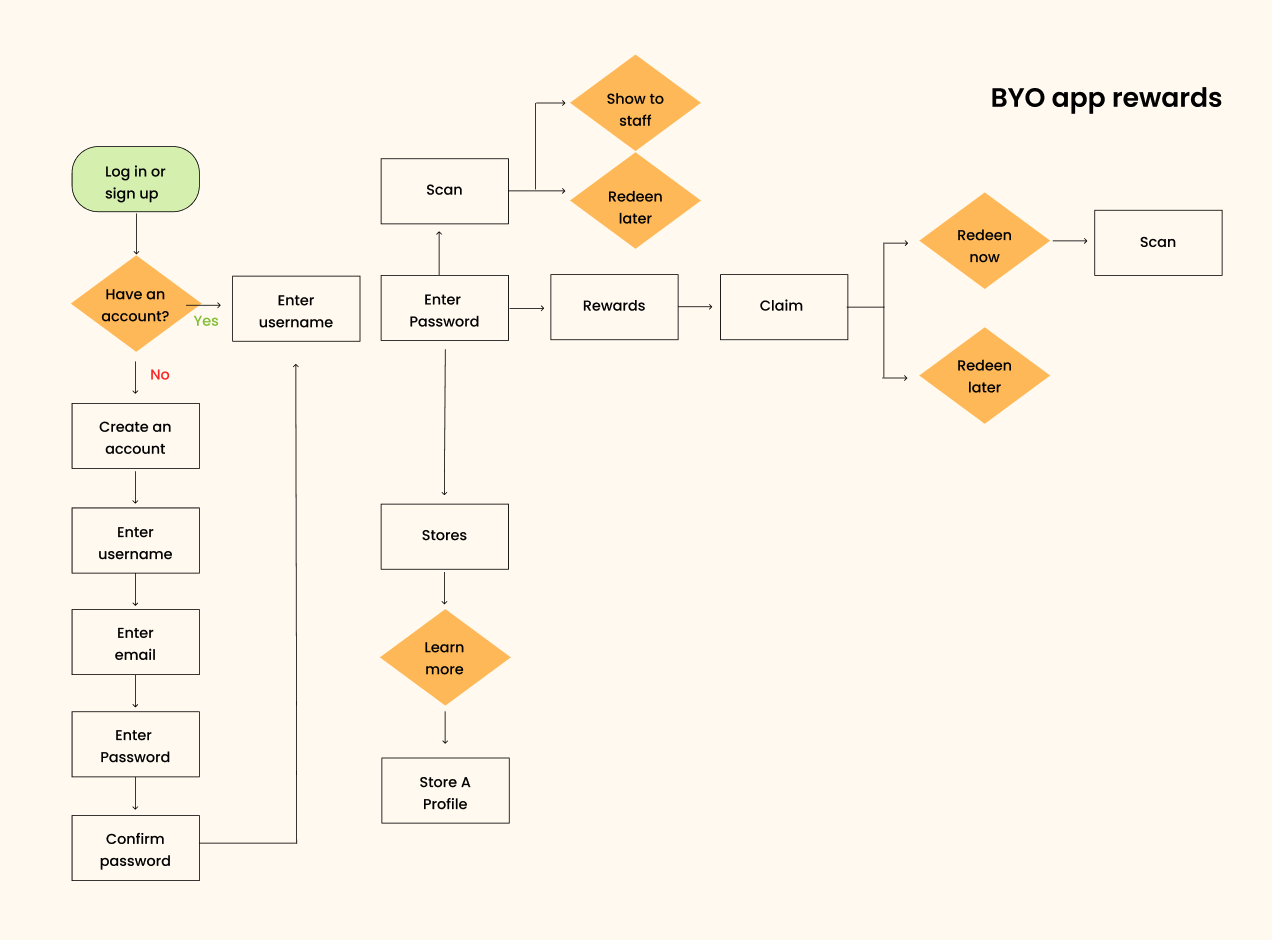 BYO app rewards
Log in or
sign up
Have an
account?
Yes
No
Create an
account
Enter
username
Enter
email
Enter
Password
Confirm
password
Enter
username
Enter
Password
Scan
Show to
staff
Redeen
later
Rewards
Claim
Redeen
now
Scan
Redeen
later
Stores
Learn
more
Store A
Profile